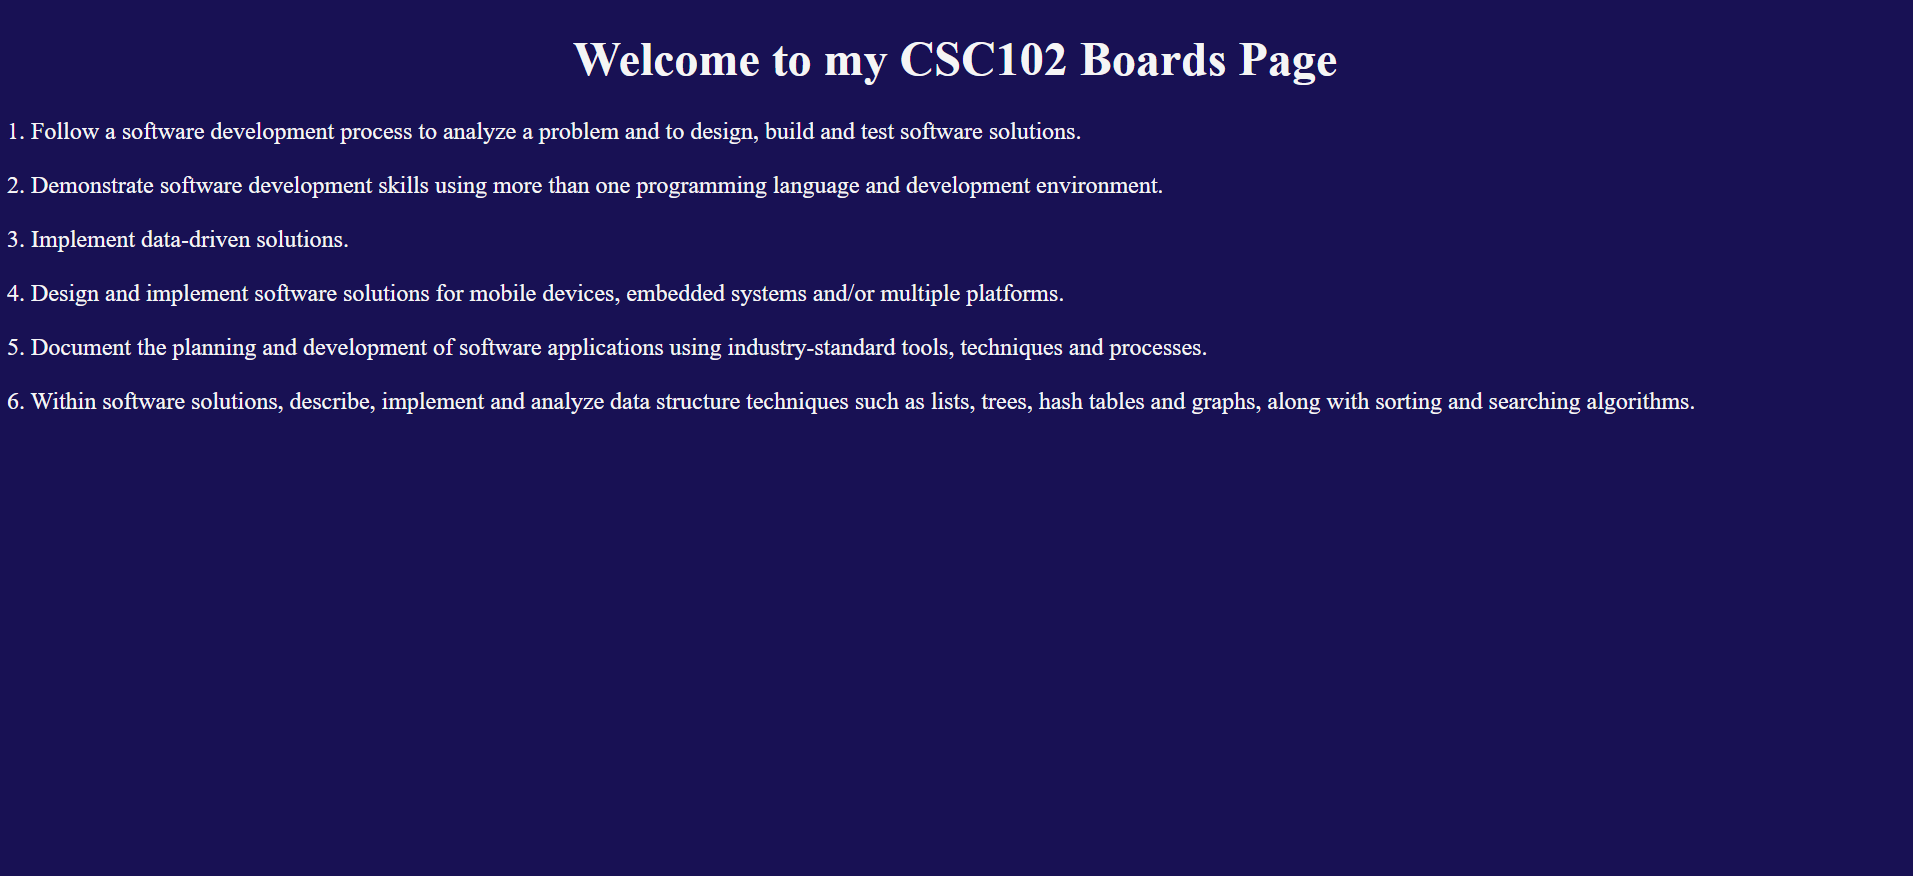 Welcome to my CSC102 Boards Page
1. Follow a software development process to analyze a problem and to design, build and test software solutions.
2. Demonstrate software development skills using more than one programming language and development environment.
3. Implement data-driven solutions.
4. Design and implement software solutions for mobile devices, embedded systems and/or multiple platforms.
5. Document the planning and development of software applications using industry-standard tools, techniques and processes.
6. Within software solutions, describe, implement and analyze data structure techniques such as lists, trees, hash tables and graphs, along with sorting and searching algorithms.